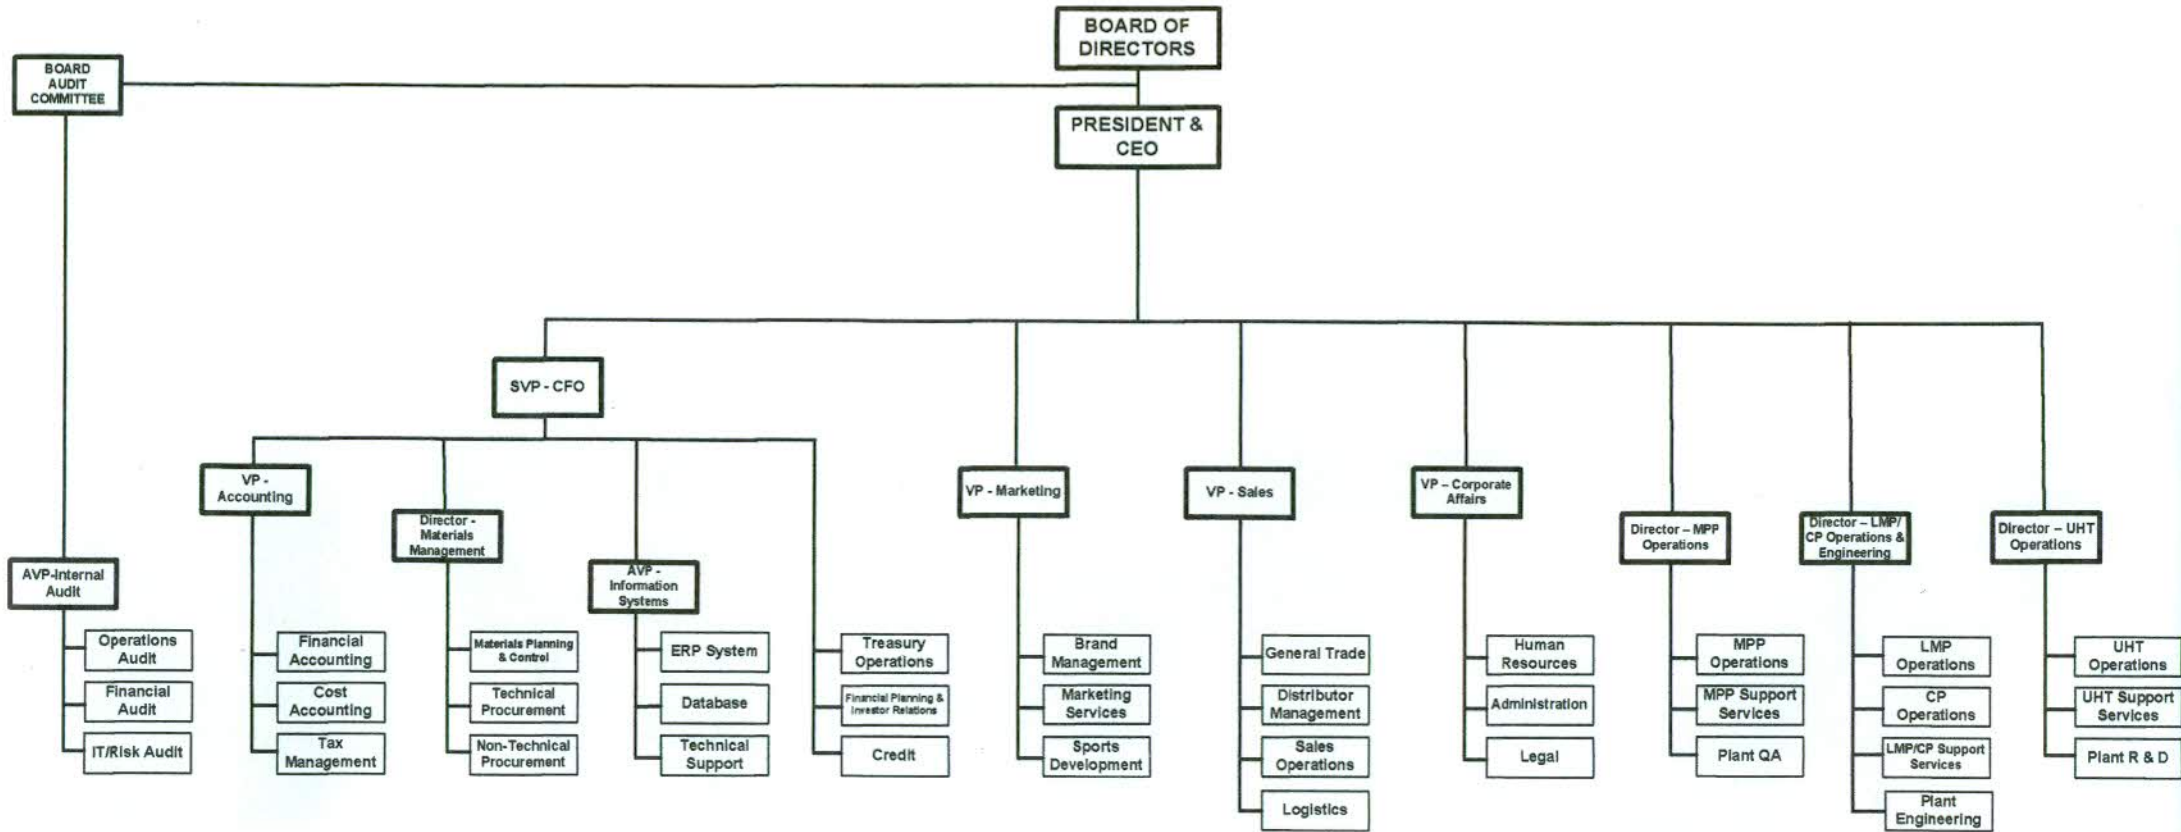 BOARD OF
DIRECTORS
BOARD
AUDIT
COMMITTEE
PRESIDENT &
CEO
SVP - CFO
VP -
Accounting
Director -
Materials
Management
AVP -
Information
Systems
VP - Marketing
VP - Sales
VP – Corporate
Affairs
Director – MPP
Operations
Director – LMP/
CP Operations &
Engineering
Director – UHT
Operations
AVP-Internal
Audit
Operations
Audit
Financial
Audit
IT/Risk Audit
Financial
Accounting
Cost
Accounting
Tax
Management
Materials Planning
& Control
Technical
Procurement
Non-Technical
Procurement
ERP System
Database
Technical
Support
Treasury
Operations
Financial Planning &
Investor Relations
Credit
Brand
Management
Marketing
Services
Sports
Development
General Trade
Distributor
Management
Sales
Operations
Logistics
Human
Resources
Administration
Legal
MPP
Operations
MPP Support
Services
Plant QA
LMP
Operations
CP
Operations
LMP/CP Support
Services
Plant
Engineering
UHT
Operations
UHT Support
Services
Plant R & D